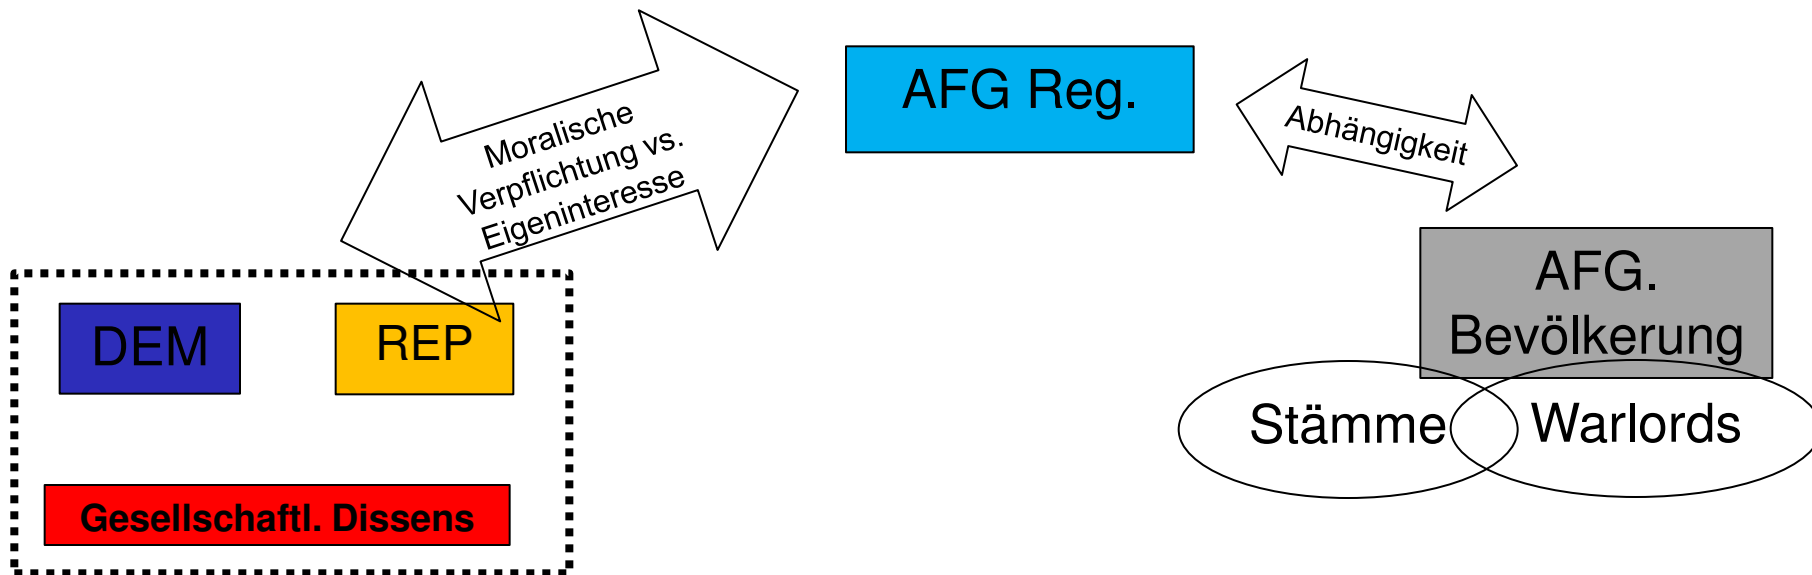 Moralische
Verpflichtung vs.
Eigeninteresse
AFG Reg.
Abhängigkeit
DEM
REP
Gesellschaftl. Dissens
AFG.
Bevölkerung
Stämme
Warlords